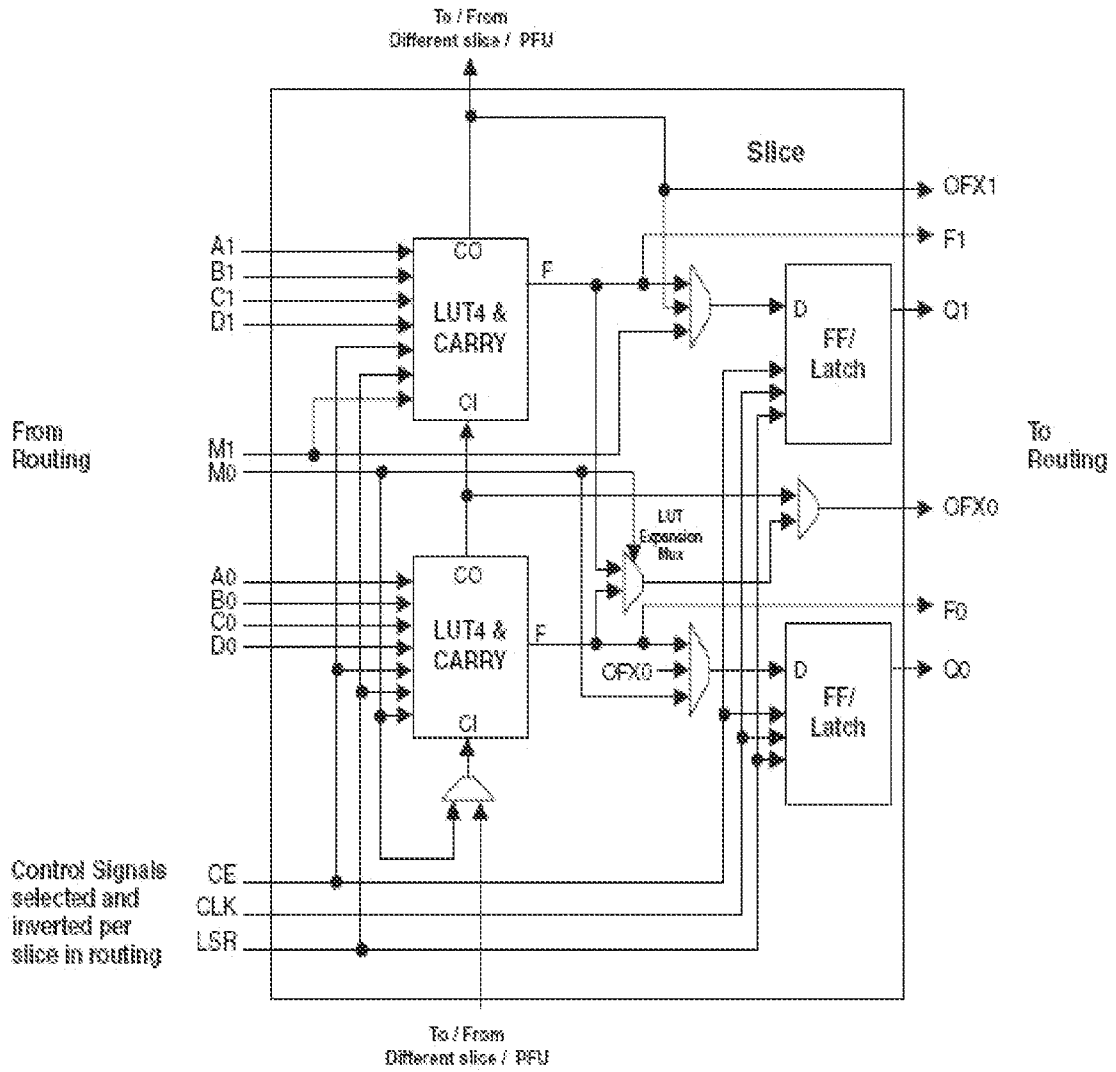 To / From
Different slice / PFU
Slice
OFX1
F1
A1
B1
C1
D1
CO
LUT4 &
CARRY
CI
F
D
FF/
Latch
Q1
From
Routing
M1
M0
To
Routing
OFX0
LUT
Expansion
Mux
A0
B0
C0
D0
CO
LUT4 &
CARRY
CI
F
OFX0
F0
D
FF/
Latch
Q0
Control Signals
selected and
inverted per
slice in routing
CE
CLK
LSR
To / From
Different slice / PFU